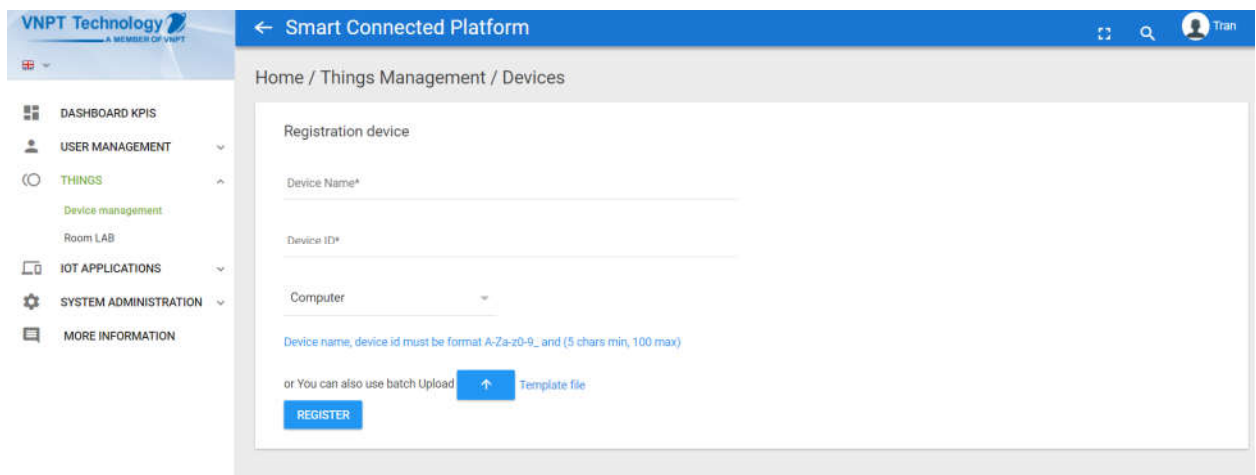 VNPT Technology
A MEMBER OF VNPT
Smart Connected Platform
Tran
Home / Things Management / Devices
DASHBOARD KPIS
USER MANAGEMENT
THINGS
Device management
Room LAB
IOT APPLICATIONS
SYSTEM ADMINISTRATION
MORE INFORMATION
Registration device
Device Name*
Device ID*
Computer
Device name, device id must be format A-Za-z0-9_ and (5 chars min, 100 max)
or You can also use batch Upload Template file
REGISTER